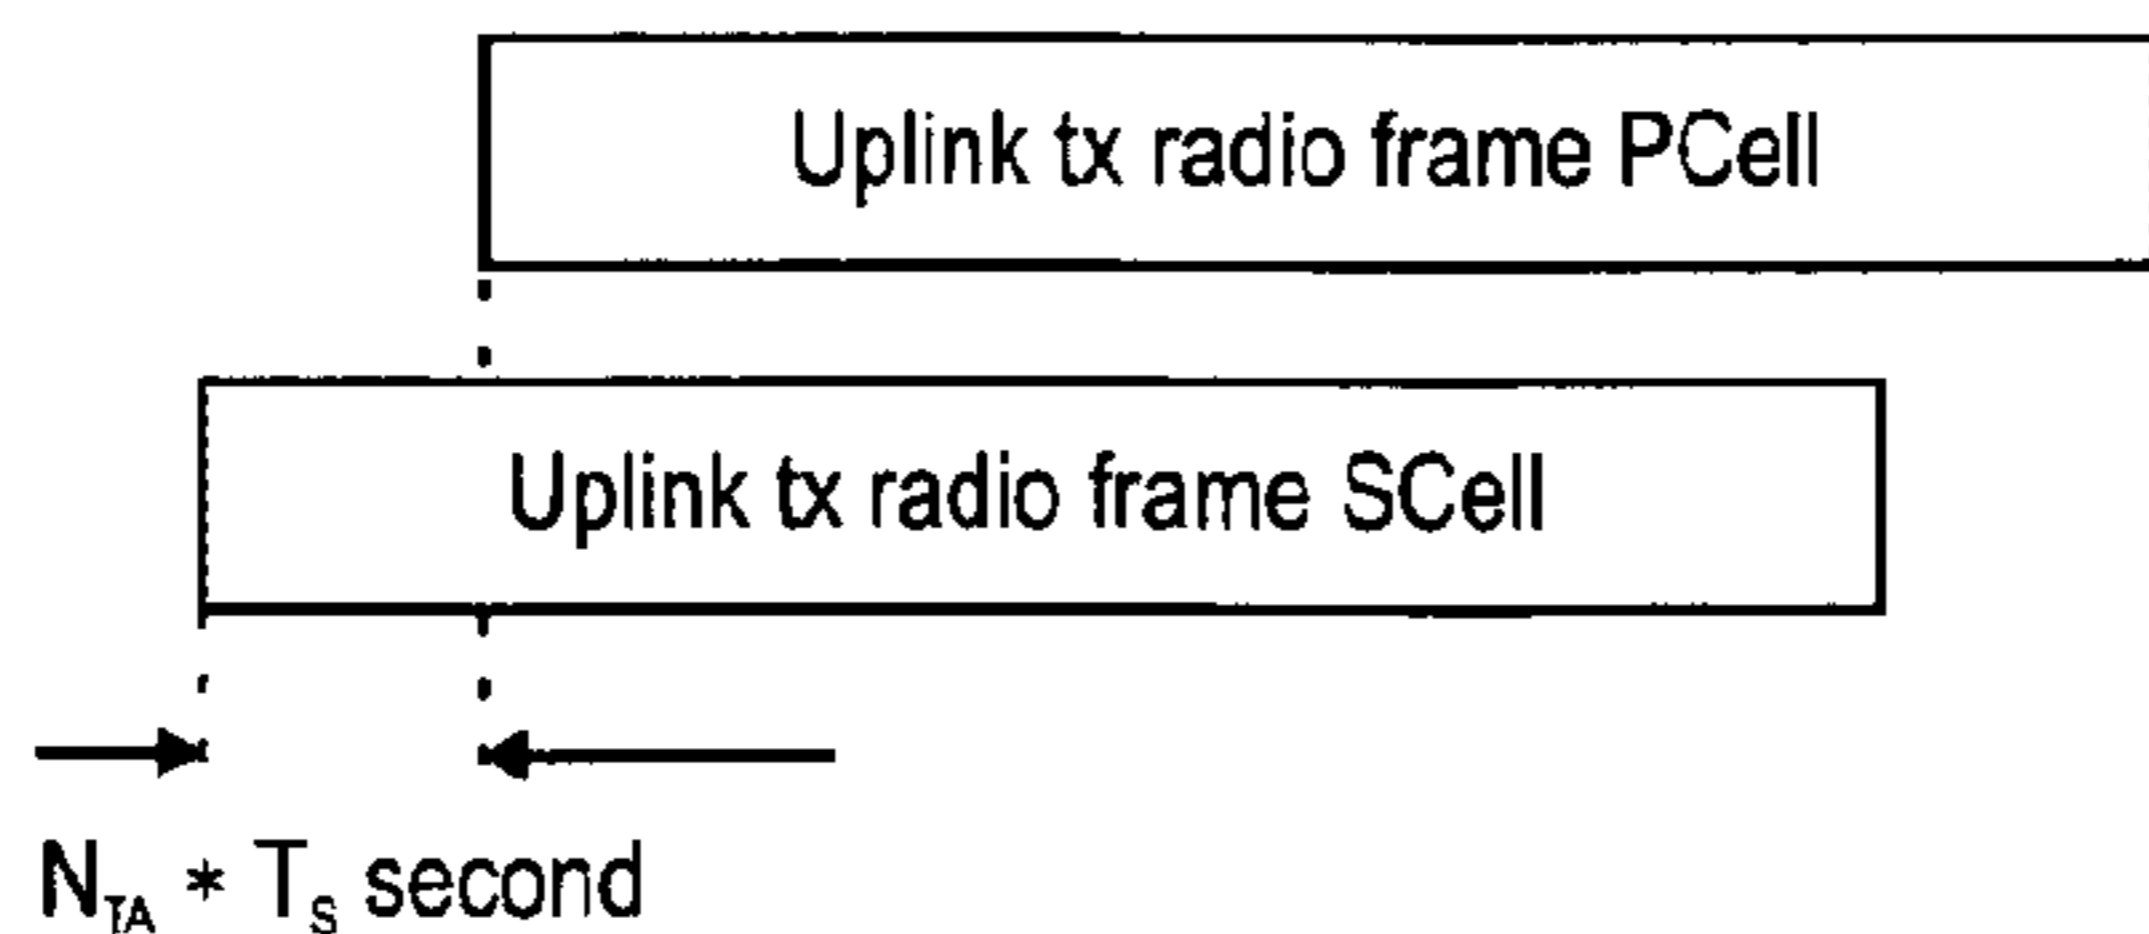 Uplink tx radio frame PCell
Uplink tx radio frame SCell
N_TA * T_S second